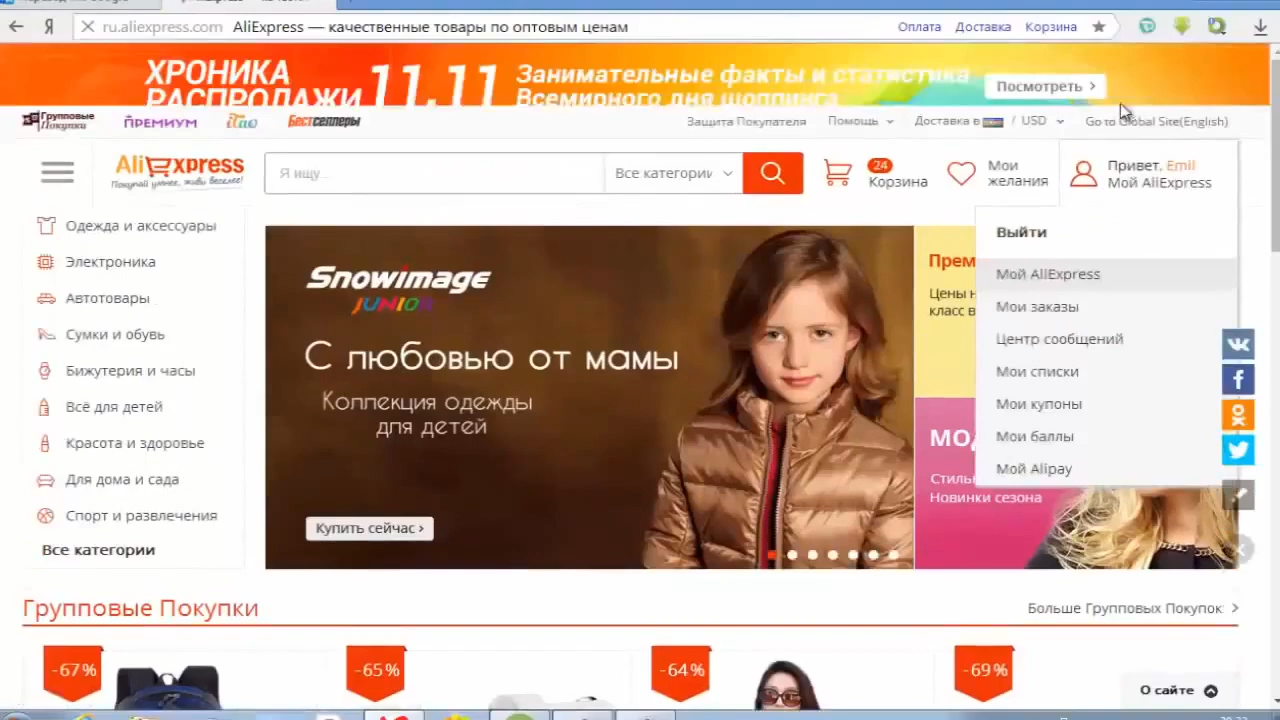 ru.aliexpress.com AliExpress — качественные товары по оптовым ценам
Оплата Доставка Корзина
ХРОНИКА
РАСПРОДАЖИ
11.11
Занимательные факты и статистика
Всемирного дня шоппинга
Посмотреть
Групповые
Покупки
ПРЕМИУМ
itao
Бестселлеры
Защита Покупателя
Помощь
Доставка в / USD
Go to Global Site(English)
AliExpress
Покупай умнее, живи веселее!
Я ищу...
Все категории
24
Корзина
Мои
желания
Привет, Emil
Мой AliExpress
Выйти
Мой AliExpress
Мои заказы
Центр сообщений
Мои списки
Мои купоны
Мои баллы
Мой Alipay
Одежда и аксессуары
Электроника
Автотовары
Сумки и обувь
Бижутерия и часы
Всё для детей
Красота и здоровье
Для дома и сада
Спорт и развлечения
Все категории
Snowimage
JUNIOR
С любовью от мамы
Коллекция одежды
для детей
Купить сейчас ›
Прем
Цены н
класс в
МОД
Стиль
Новинки сезона
Групповые Покупки
Больше Групповых Покупок
-67%
-65%
-64%
-69%
О сайте